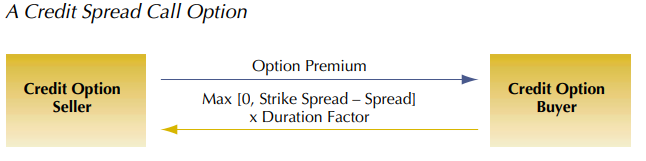 A Credit Spread Call Option
Option Premium
Credit Option
Seller
Max [0, Strike Spread – Spread]
x Duration Factor
Credit Option
Buyer